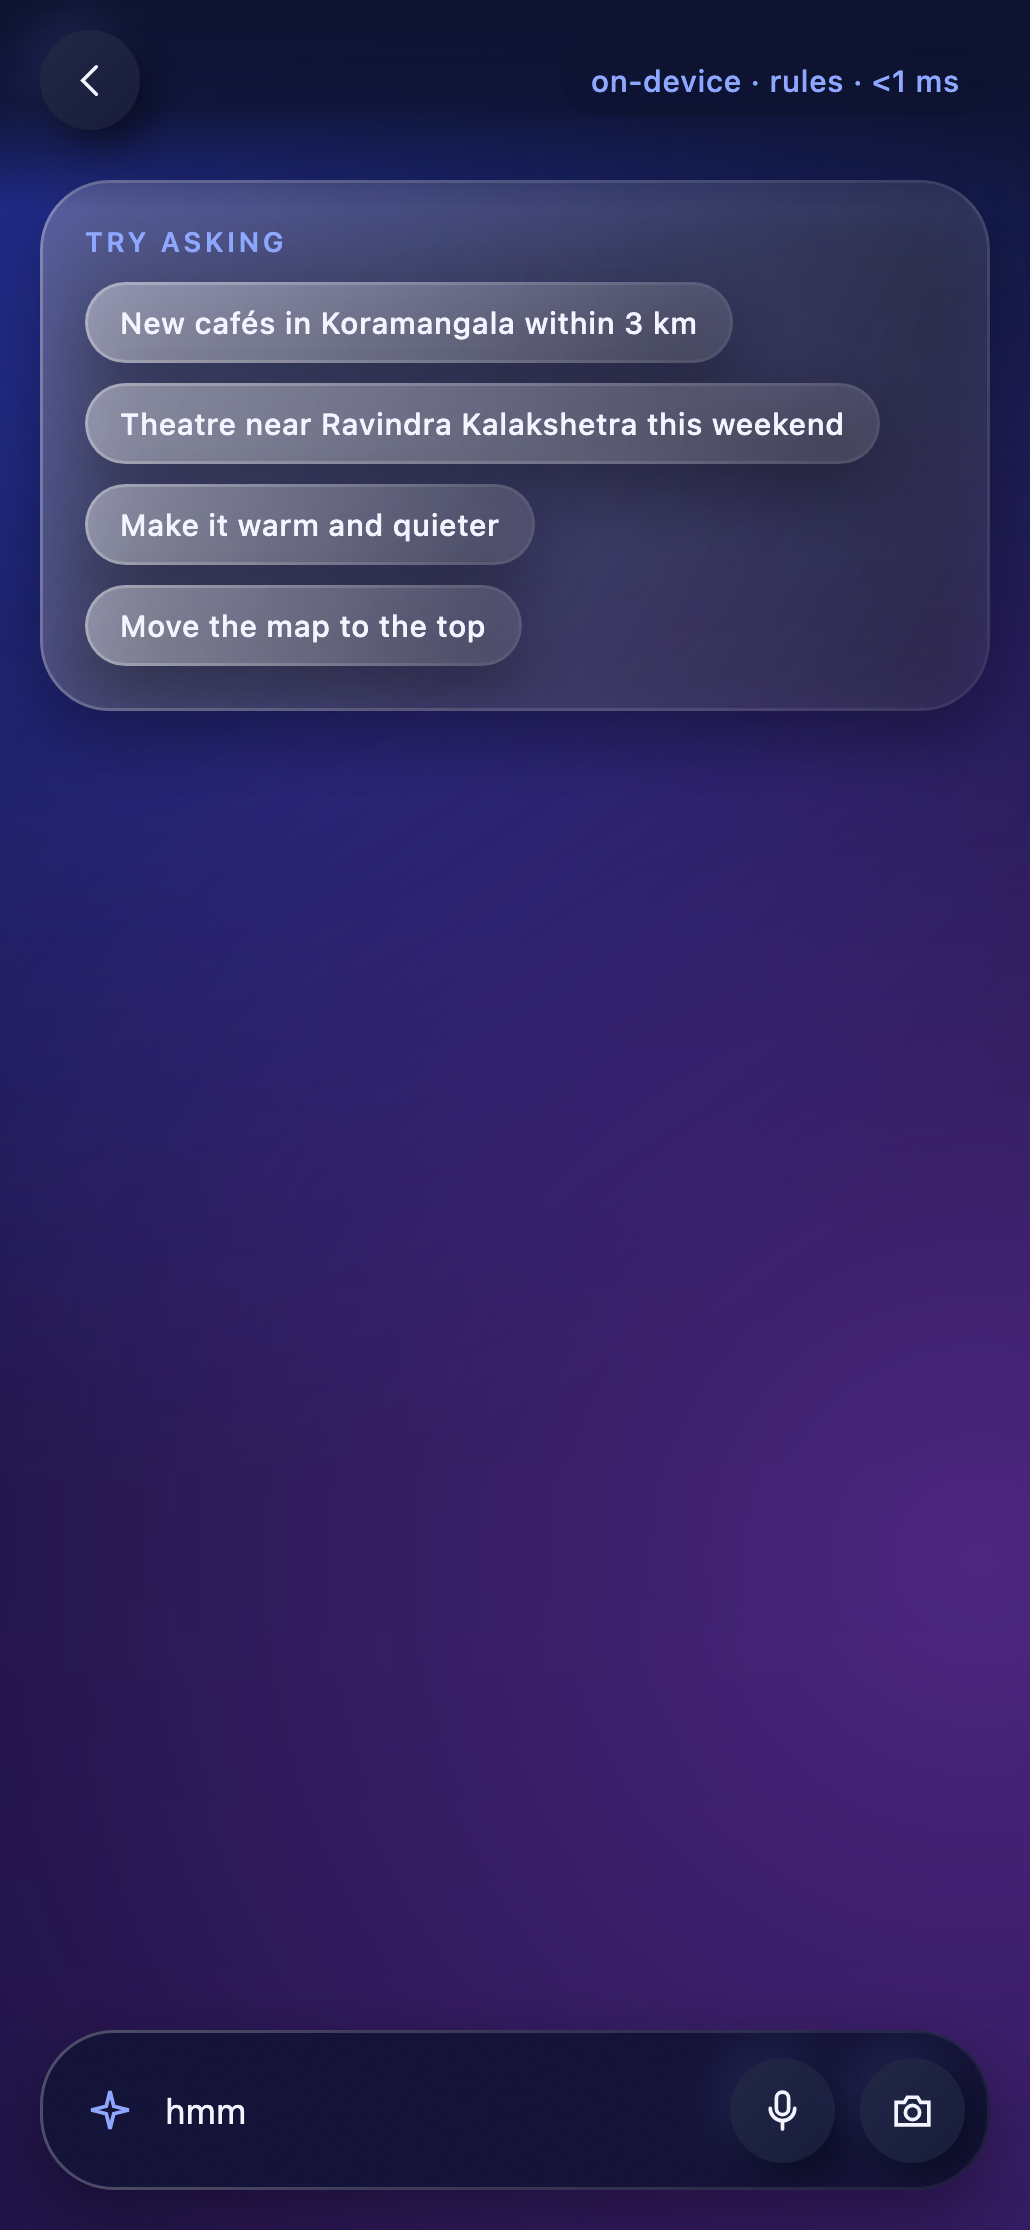 on-device · rules · <1 ms
TRY ASKING
New cafés in Koramangala within 3 km
Theatre near Ravindra Kalakshetra this weekend
Make it warm and quieter
Move the map to the top
hmm